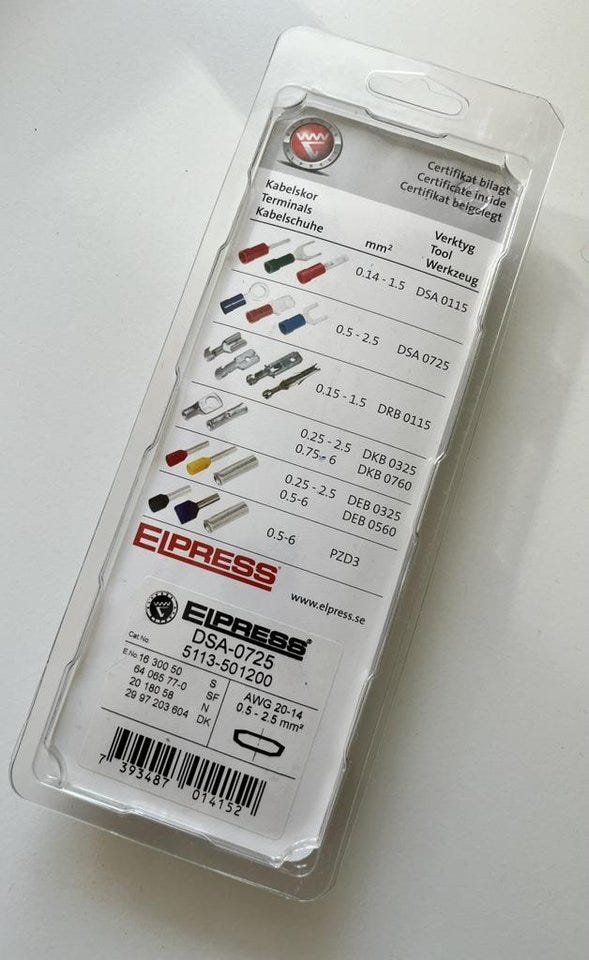 Certifikat bilagt
Certificate inside
Certifikat beigelegt
Kabelskor
Terminals
Kabelschuhe
mm²
Verktyg
Tool
Werkzeug
0.14 - 1.5 DSA 0115
0.5 - 2.5 DSA 0725
0.15 - 1.5 DRB 0115
0.25 - 2.5 DKB 0325
0.75 - 6 DKB 0760
0.25 - 2.5 DEB 0325
0.5-6 DEB 0560
0.5-6 PZD3
ELPRESS®
www.elpress.se
ELPRESS®
Cat No. DSA-0725
5113-501200
E.No 16 300 50 S
64 065 77-0 SF
20 180 58 N
29 97 203 604 DK
AWG 20-14
0.5 - 2.5 mm²
7 393487 014152